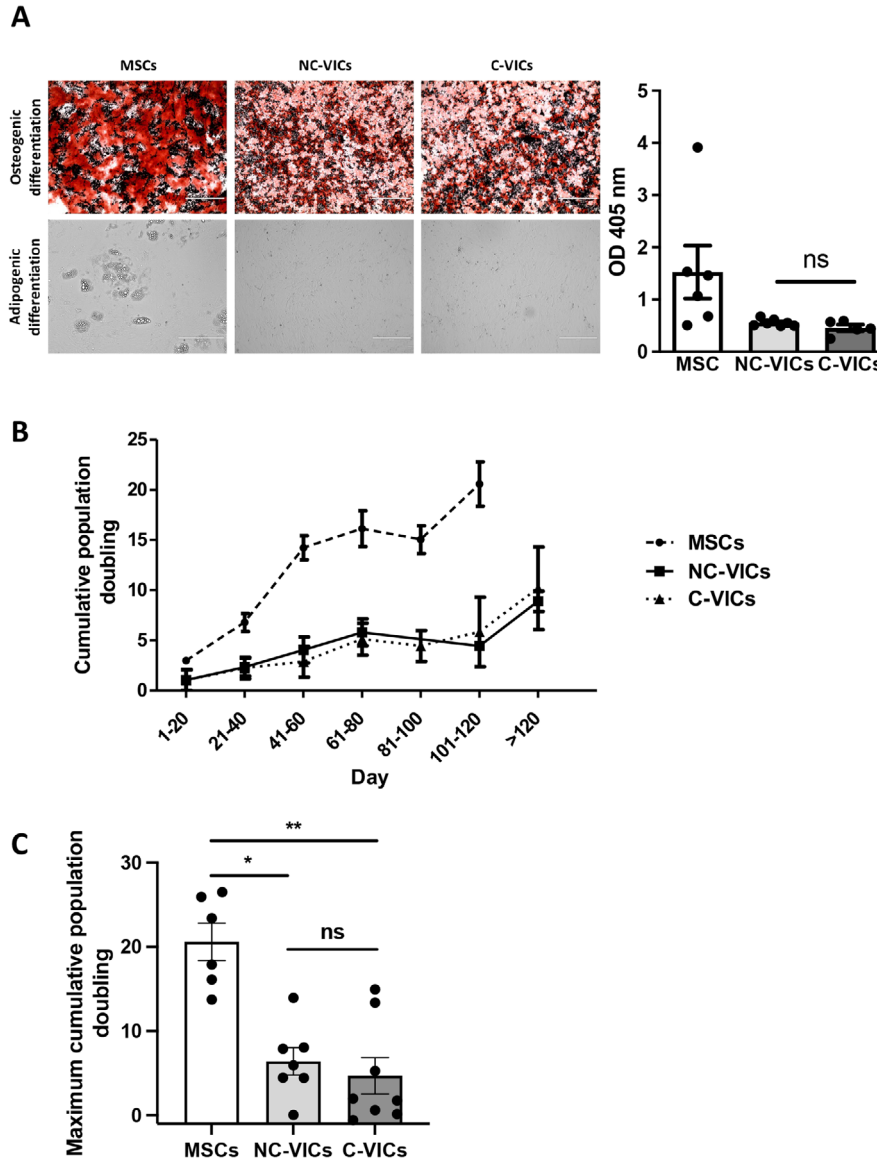 A
MSCs
NC-VICs
C-VICs
Osteogenic
differentiation
Adipogenic
differentiation
OD 405 nm
5
4
3
2
1
0
ns
MSC
NC-VICs
C-VICs
B
Cumulative population
doubling
25
20
15
10
5
0
1-20
21-40
41-60
61-80
81-100
101-120
>120
Day
MSCs
NC-VICs
C-VICs
C
Maximum cumulative population
doubling
30
20
10
0
**
*
ns
MSCs
NC-VICs
C-VICs